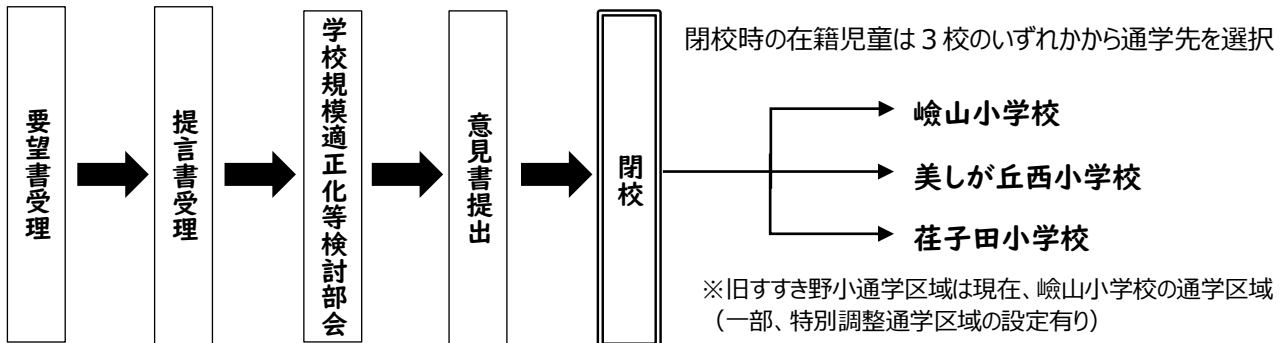 要望書受理
提言書受理
学校規模適正化等検討部会
意見書提出
閉校
閉校時の在籍児童は3校のいずれかから通学先を選択
嶮山小学校
美しが丘西小学校
荏子田小学校
※旧すすき野小通学区域は現在、嶮山小学校の通学区域
（一部、特別調整通学区域の設定有り）